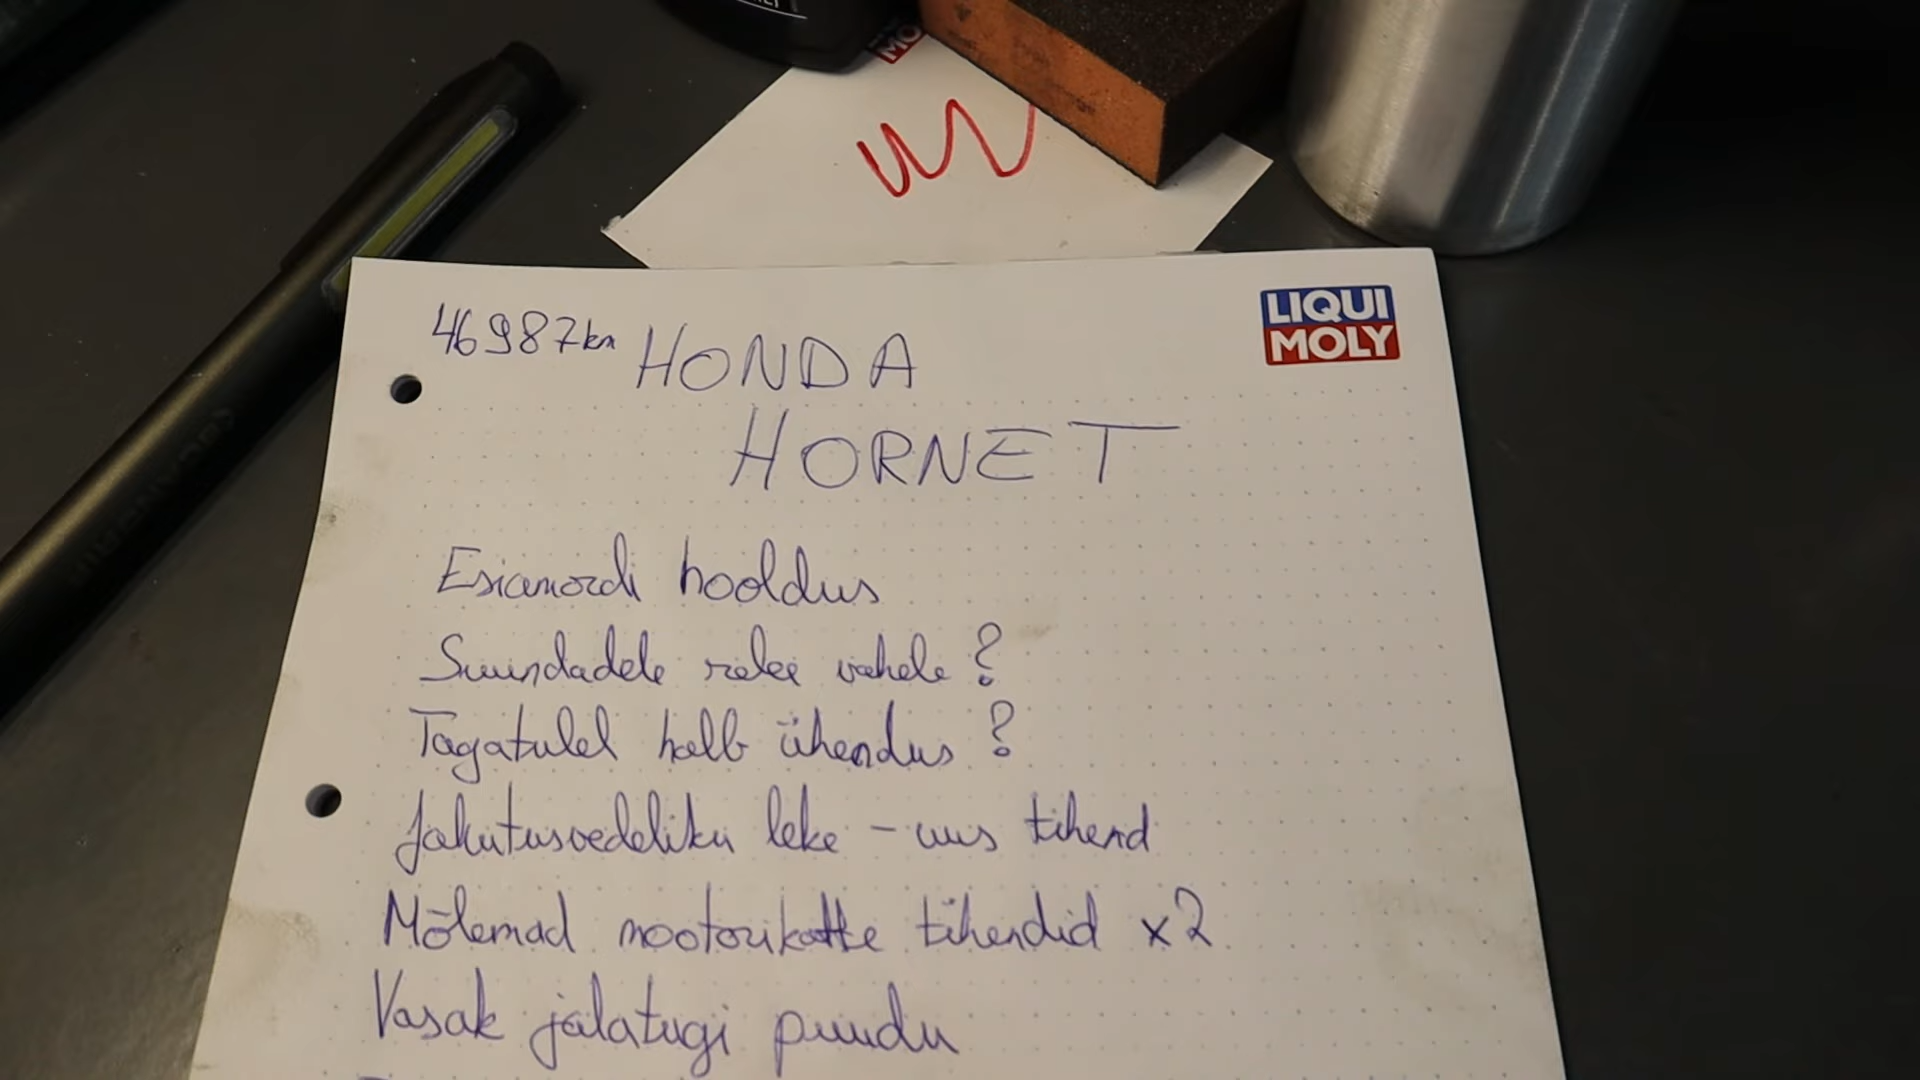 46987km HONDA
HORNET
LIQUI
MOLY
Esiamordi hooldus
Suundadele relee vahele?
Tagatulel halb ühendus?
Jahutusvedeliku leke - uus tihend
Mõlemad mootorikatte tihendid x2
Vasak jalatugi puudu